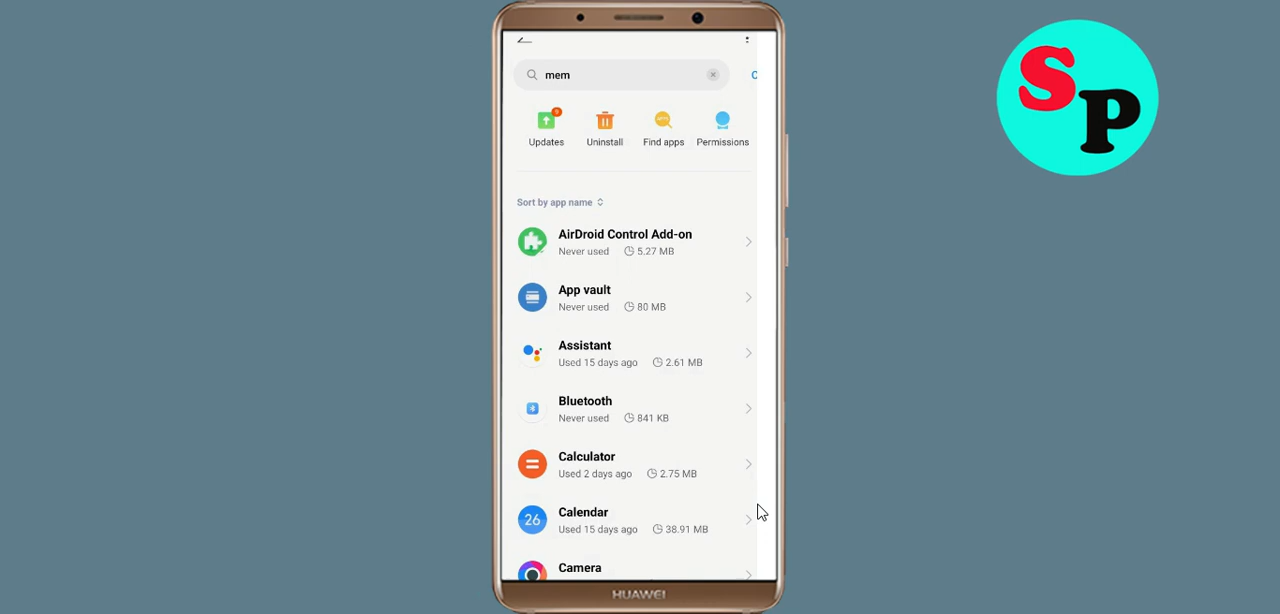 SP
mem
9
Updates
Uninstall
Find apps
Permissions
Sort by app name
AirDroid Control Add-on
Never used 5.27 MB
App vault
Never used 80 MB
Assistant
Used 15 days ago 2.61 MB
Bluetooth
Never used 841 KB
Calculator
Used 2 days ago 2.75 MB
26
Calendar
Used 15 days ago 38.91 MB
Camera
HUAWEI